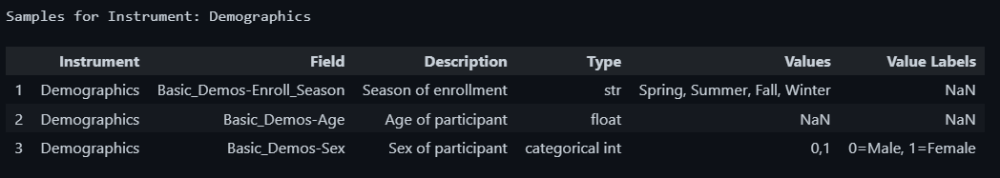 Samples for Instrument: Demographics
Instrument Field Description Type Values Value Labels
1 Demographics Basic_Demos-Enroll_Season Season of enrollment str Spring, Summer, Fall, Winter NaN
2 Demographics Basic_Demos-Age Age of participant float NaN NaN
3 Demographics Basic_Demos-Sex Sex of participant categorical int 0,1 0=Male, 1=Female